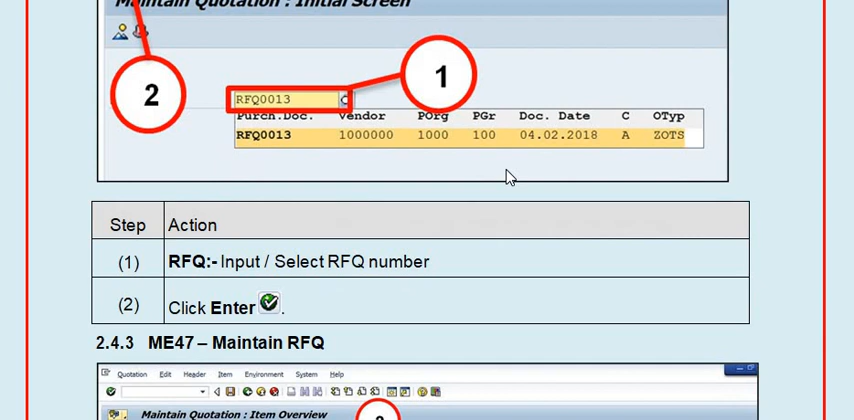 Maintain Quotation : Initial Screen
1
2
RFQ0013
Purch.Doc. Vendor POrg PGr Doc. Date C OTyp
RFQ0013 1000000 1000 100 04.02.2018 A ZOTS
Step Action
(1) RFQ:- Input / Select RFQ number
(2) Click Enter .
2.4.3 ME47 – Maintain RFQ
Quotation Edit Header Item Environment System Help
Maintain Quotation : Item Overview